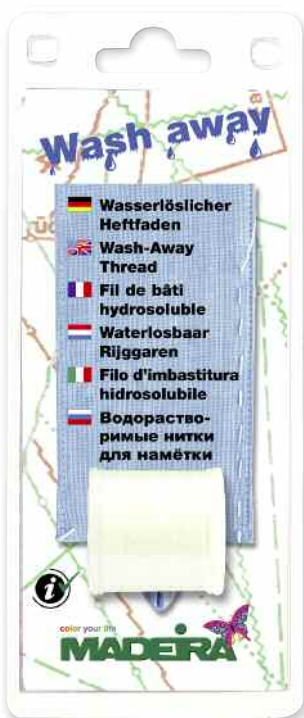 Wash away
Wasserlöslicher
Heftfaden
Wash-Away
Thread
Fil de bâti
hydrosoluble
Waterlosbaar
Rijggaren
Filo d'imbastitura
hidrosolubile
Водораство-
римые нитки
для намётки
i
color your life
MADEIRA